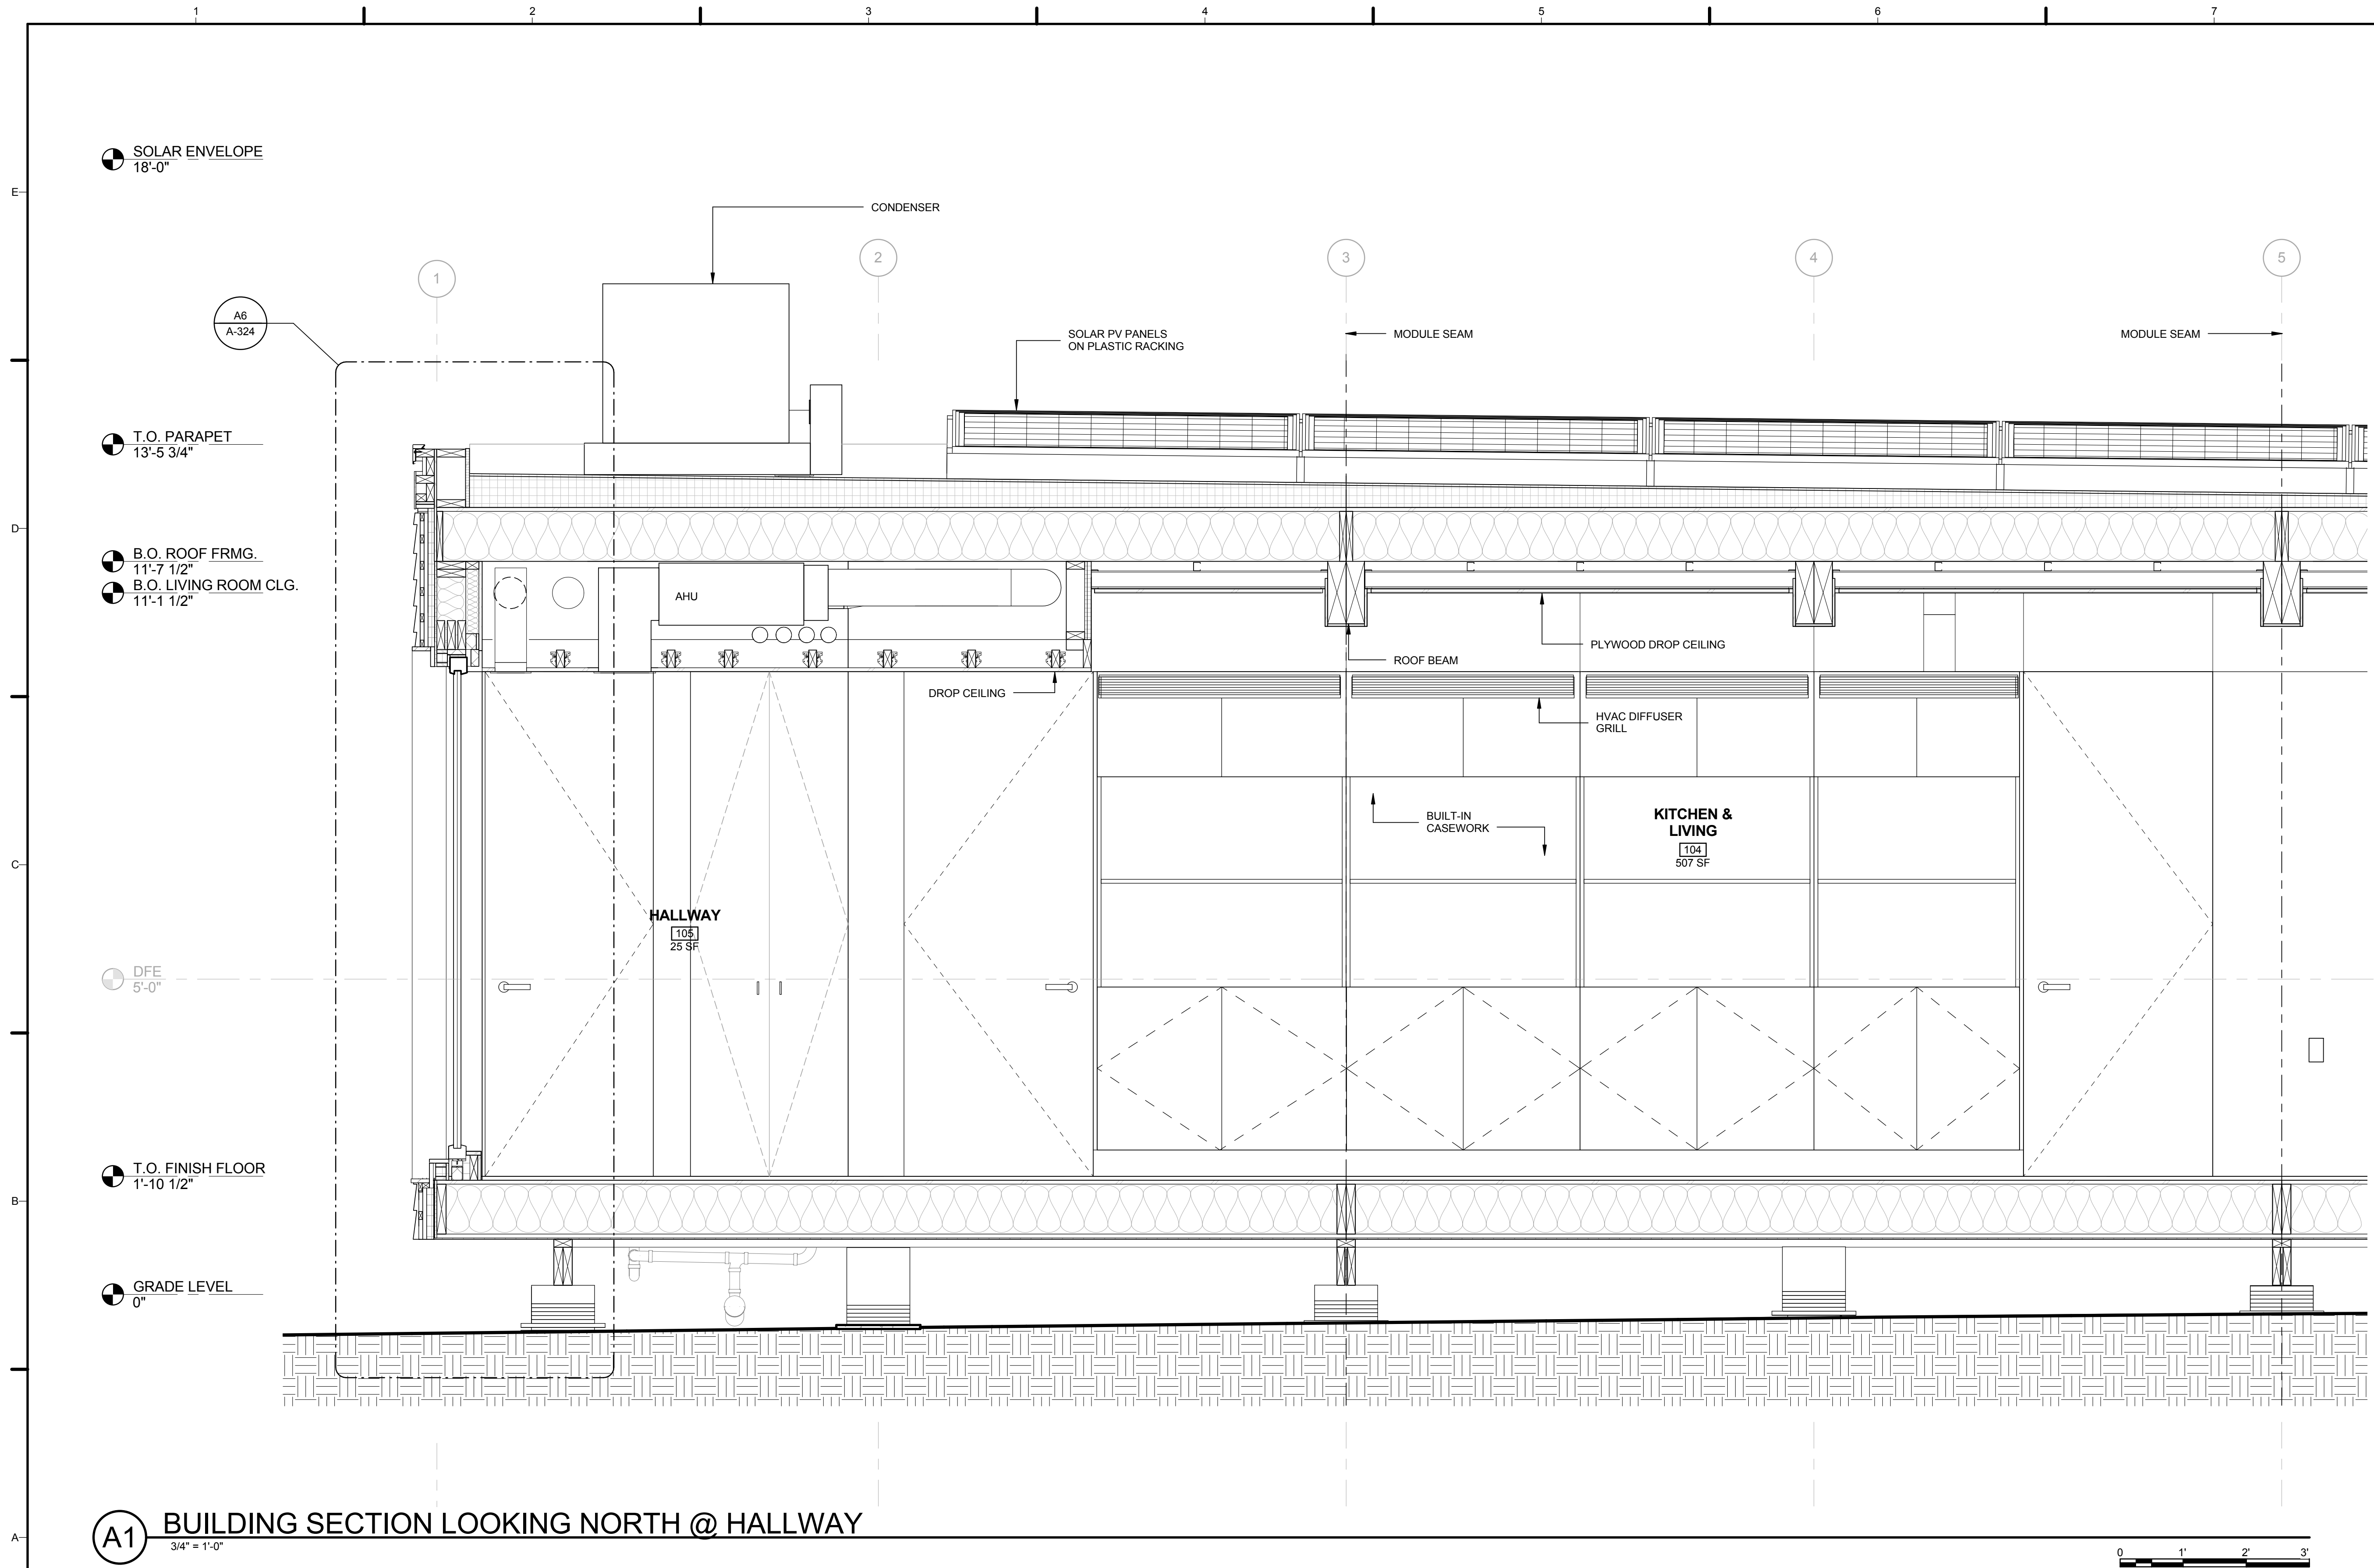 1 2 3 4 5 6 7
E
D
C
B
A
SOLAR ENVELOPE
18'-0"
CONDENSER
1
2
3
4
5
A6
A-324
SOLAR PV PANELS
ON PLASTIC RACKING
MODULE SEAM
MODULE SEAM
T.O. PARAPET
13'-5 3/4"
B.O. ROOF FRMG.
11'-7 1/2"
B.O. LIVING ROOM CLG.
11'-1 1/2"
AHU
PLYWOOD DROP CEILING
ROOF BEAM
DROP CEILING
HVAC DIFFUSER
GRILL
BUILT-IN
CASEWORK
KITCHEN &
LIVING
104
507 SF
HALLWAY
105
25 SF
DFE
5'-0"
T.O. FINISH FLOOR
1'-10 1/2"
GRADE LEVEL
0"
A1
BUILDING SECTION LOOKING NORTH @ HALLWAY
3/4" = 1'-0"
0 1' 2' 3'